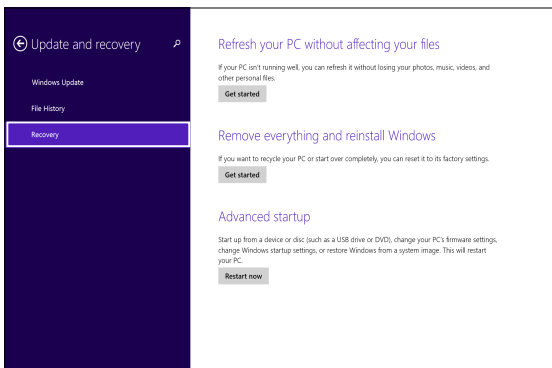 Update and recovery
Windows Update
File History
Recovery
Refresh your PC without affecting your files
If your PC isn't running well, you can refresh it without losing your photos, music, videos, and
other personal files.
Get started
Remove everything and reinstall Windows
If you want to recycle your PC or start over completely, you can reset it to its factory settings.
Get started
Advanced startup
Start up from a device or disc (such as a USB drive or DVD), change your PC's firmware settings,
change Windows startup settings, or restore Windows from a system image. This will restart
your PC.
Restart now